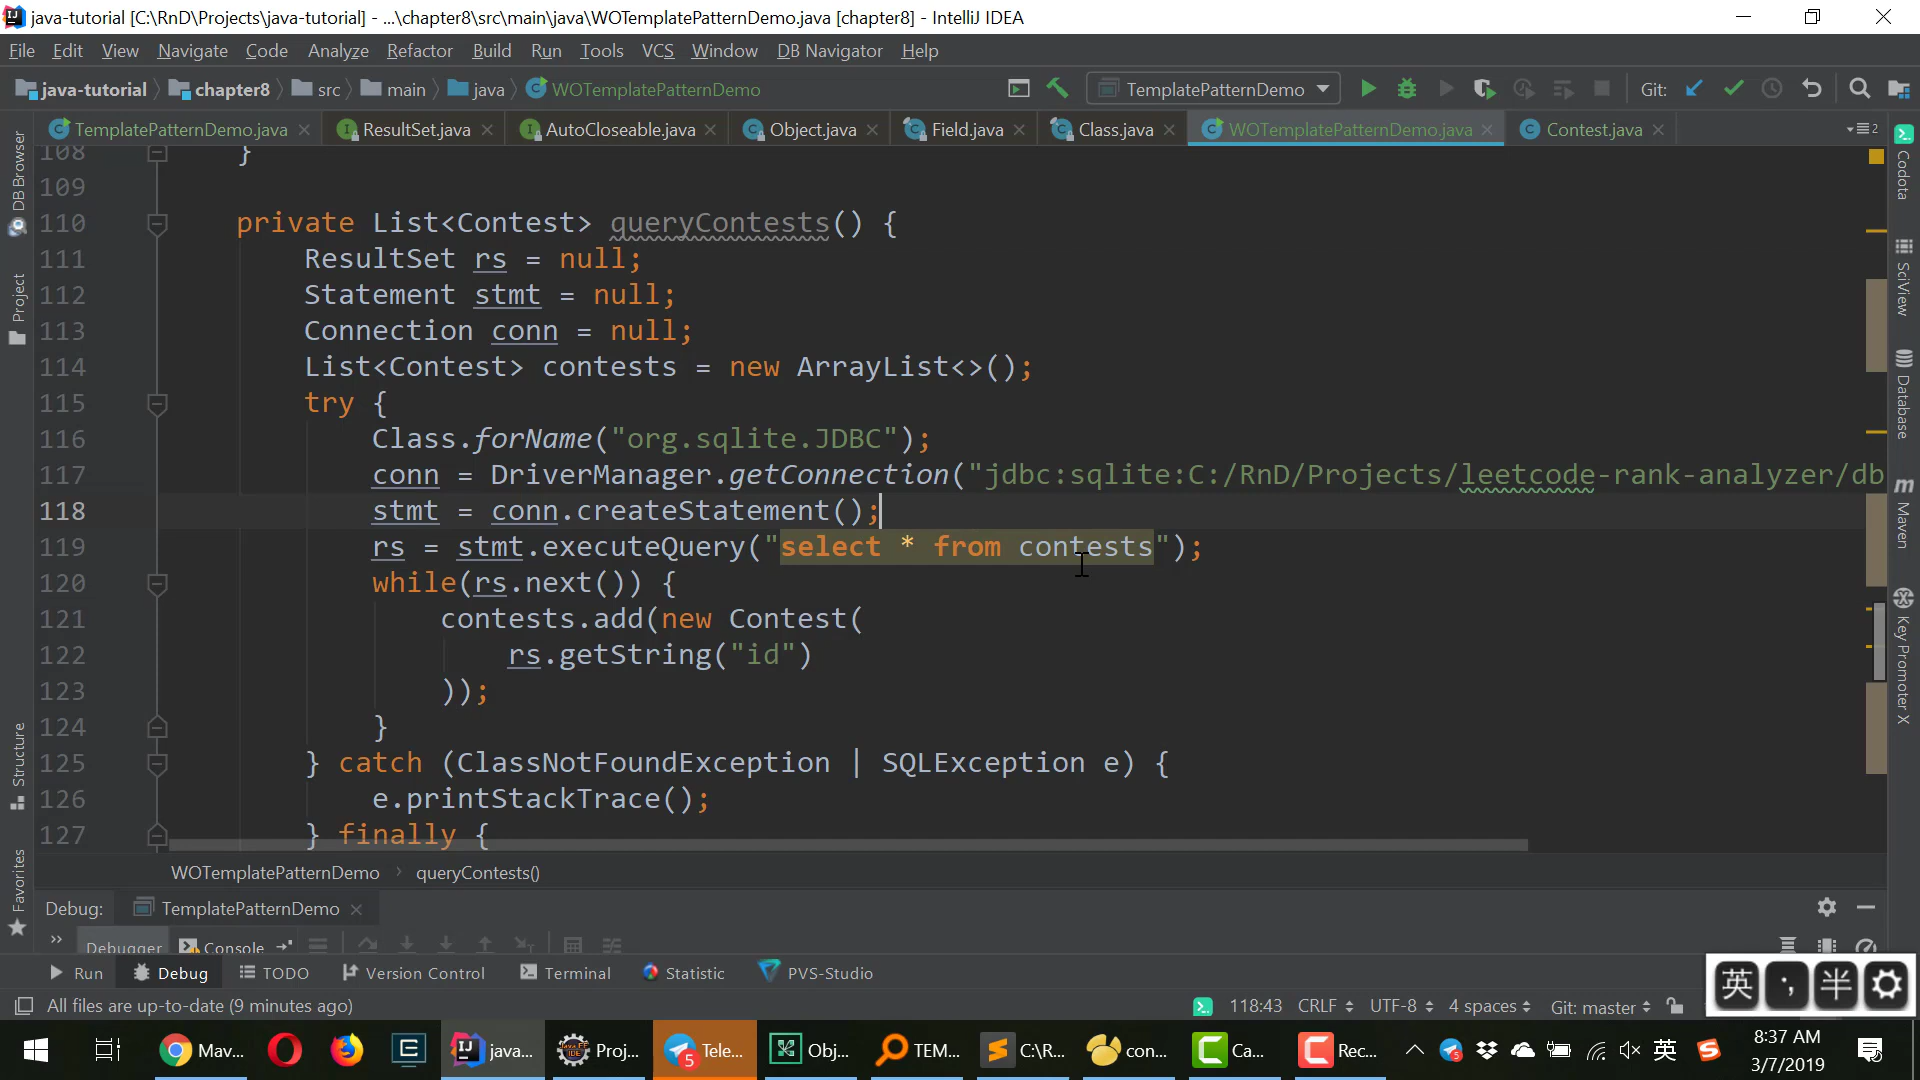 java-tutorial [C:\RnD\Projects\java-tutorial] - ...\chapter8\src\main\java\WOTemplatePatternDemo.java [chapter8] - IntelliJ IDEA
File Edit View Navigate Code Analyze Refactor Build Run Tools VCS Window DB Navigator Help
java-tutorial chapter8 src main java WOTemplatePatternDemo TemplatePatternDemo Git:
TemplatePatternDemo.java ResultSet.java AutoCloseable.java Object.java Field.java Class.java WOTemplatePatternDemo.java Contest.java 2
DB Browser
Project
Structure
Favorites
108 }
109
110 private List<Contest> queryContests() {
111 ResultSet rs = null;
112 Statement stmt = null;
113 Connection conn = null;
114 List<Contest> contests = new ArrayList<>();
115 try {
116 Class.forName("org.sqlite.JDBC");
117 conn = DriverManager.getConnection("jdbc:sqlite:C:/RnD/Projects/leetcode-rank-analyzer/db
118 stmt = conn.createStatement();
119 rs = stmt.executeQuery("select * from contests");
120 while(rs.next()) {
121 contests.add(new Contest(
122 rs.getString("id")
123 ));
124 }
125 } catch (ClassNotFoundException | SQLException e) {
126 e.printStackTrace();
127 } finally {
Codota
SciView
Database
Maven
Key Promoter X
WOTemplatePatternDemo queryContests()
Debug: TemplatePatternDemo
Debugger Console
Run Debug TODO Version Control Terminal Statistic PVS-Studio
英 半
All files are up-to-date (9 minutes ago) 118:43 CRLF UTF-8 4 spaces Git: master
Mav... java... Proj... Tele... Obj... TEM... C:\R... con... Ca... Rec... 英 8:37 AM
3/7/2019